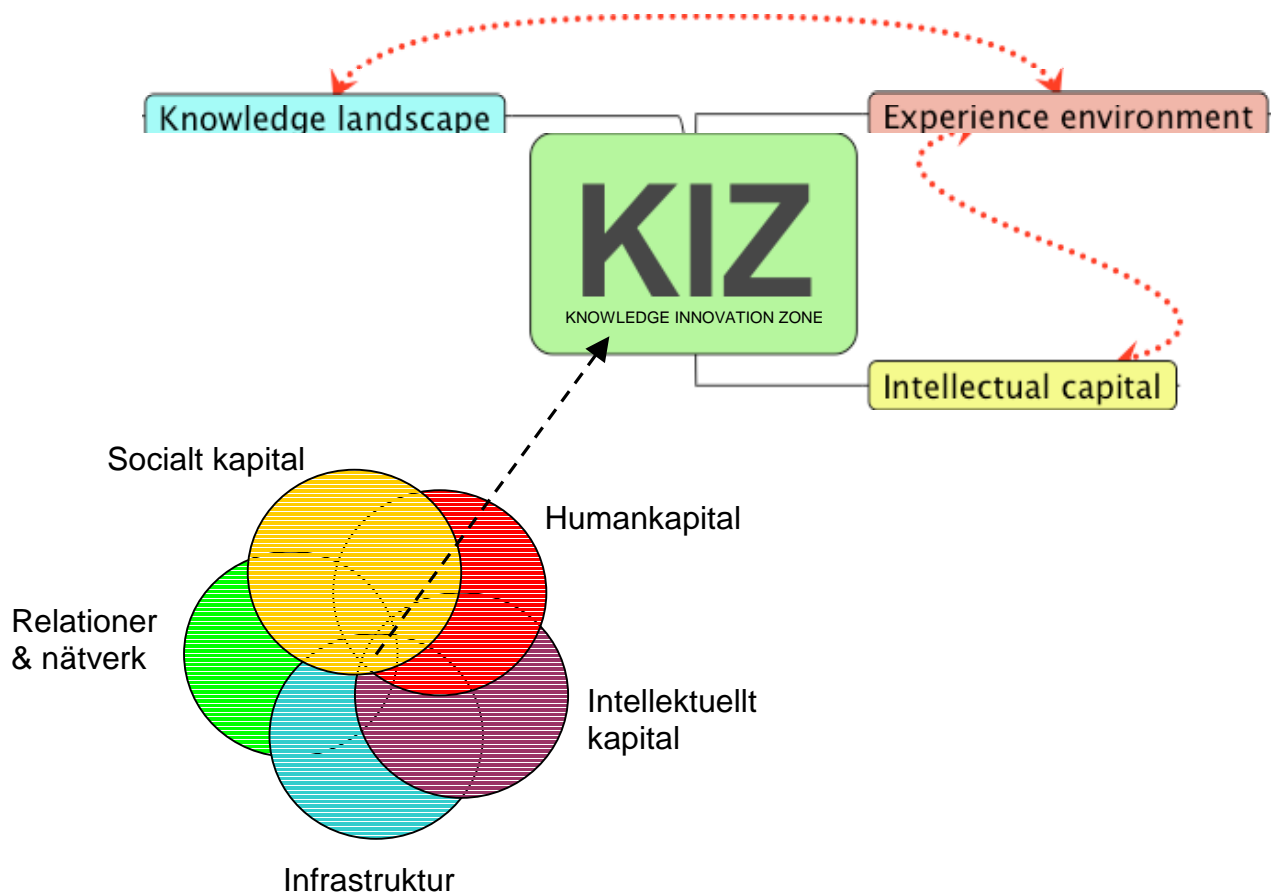 Knowledge landscape
Experience environment
KIZ
KNOWLEDGE INNOVATION ZONE
Intellectual capital
Socialt kapital
Humankapital
Relationer
& nätverk
Intellektuellt
kapital
Infrastruktur